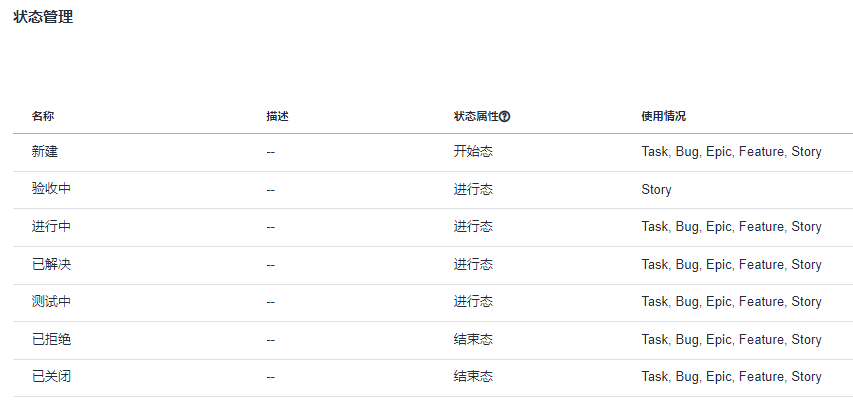 状态管理
名称 描述 状态属性 使用情况
新建 -- 开始态 Task, Bug, Epic, Feature, Story
验收中 -- 进行态 Story
进行中 -- 进行态 Task, Bug, Epic, Feature, Story
已解决 -- 进行态 Task, Bug, Epic, Feature, Story
测试中 -- 进行态 Task, Bug, Epic, Feature, Story
已拒绝 -- 结束态 Task, Bug, Epic, Feature, Story
已关闭 -- 结束态 Task, Bug, Epic, Feature, Story